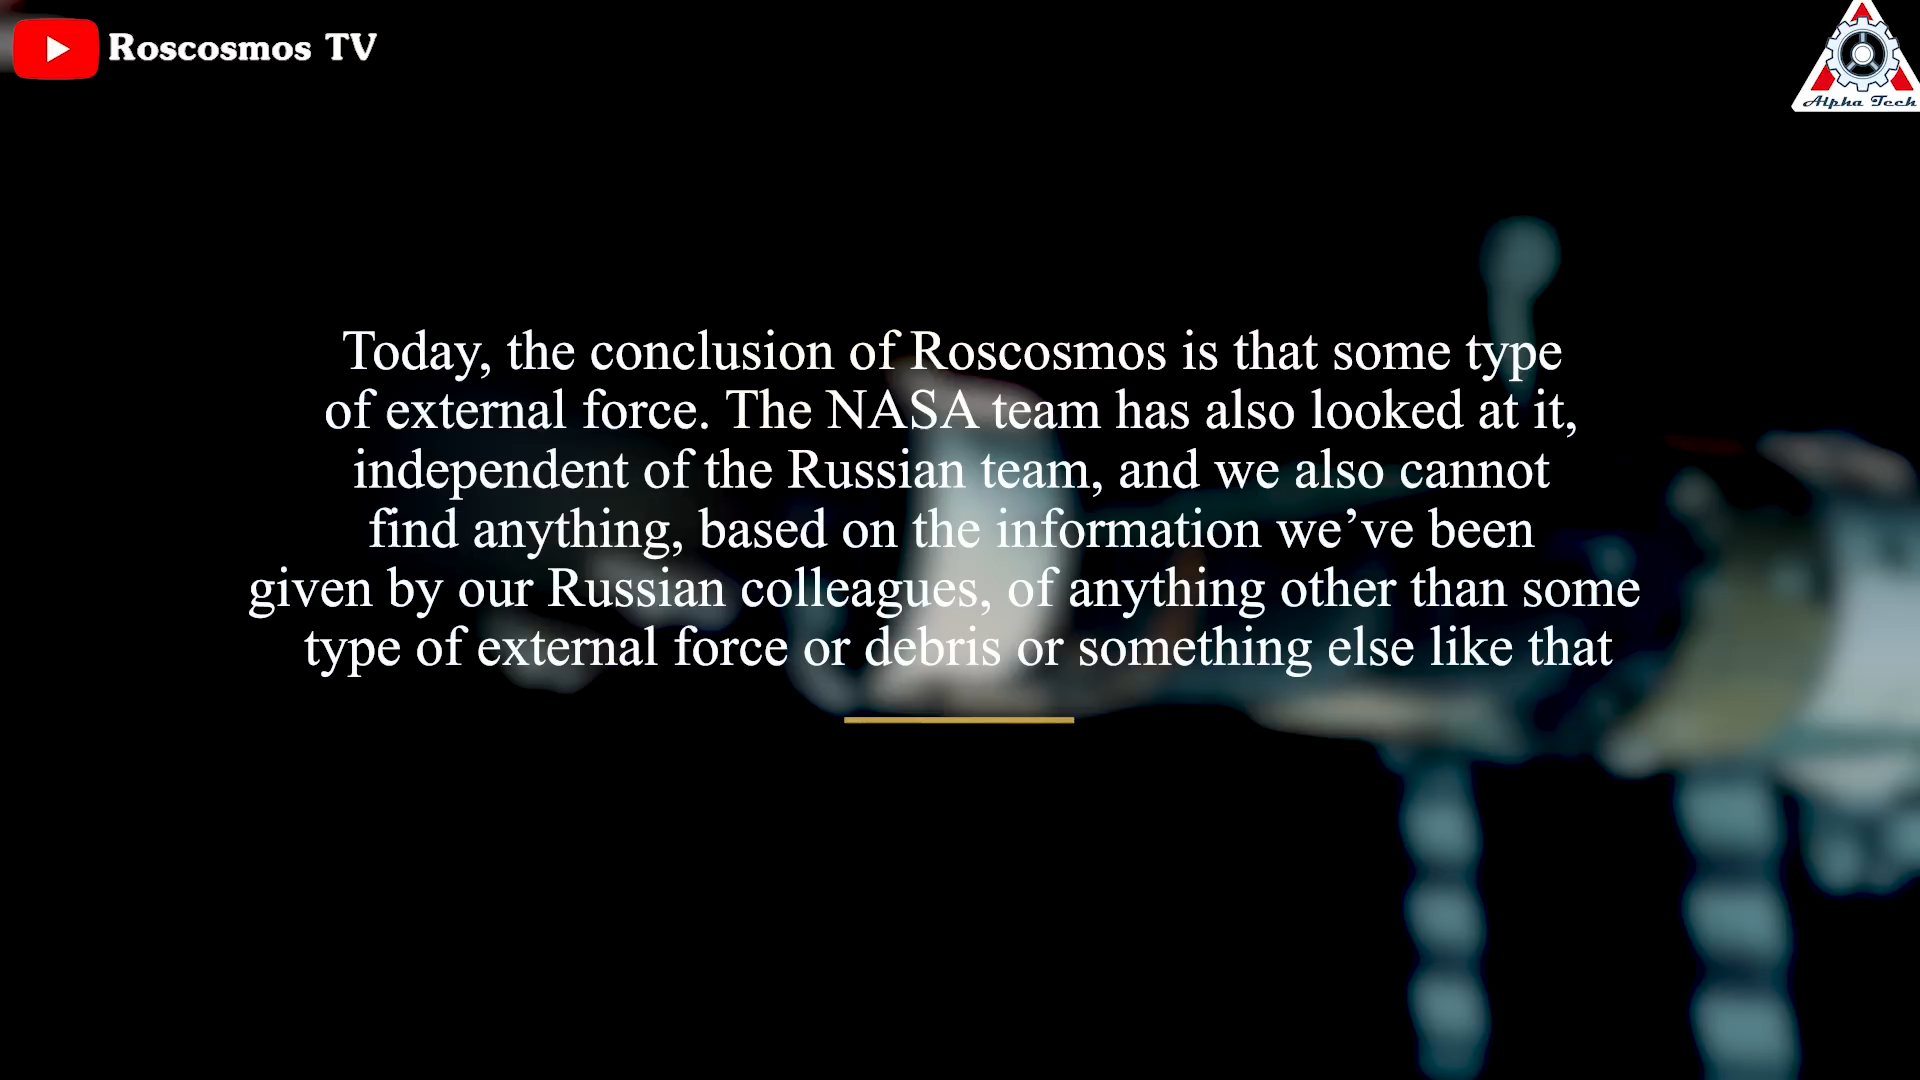 Roscosmos TV
Alpha Tech
Today, the conclusion of Roscosmos is that some type
of external force. The NASA team has also looked at it,
independent of the Russian team, and we also cannot
find anything, based on the information we’ve been
given by our Russian colleagues, of anything other than some
type of external force or debris or something else like that